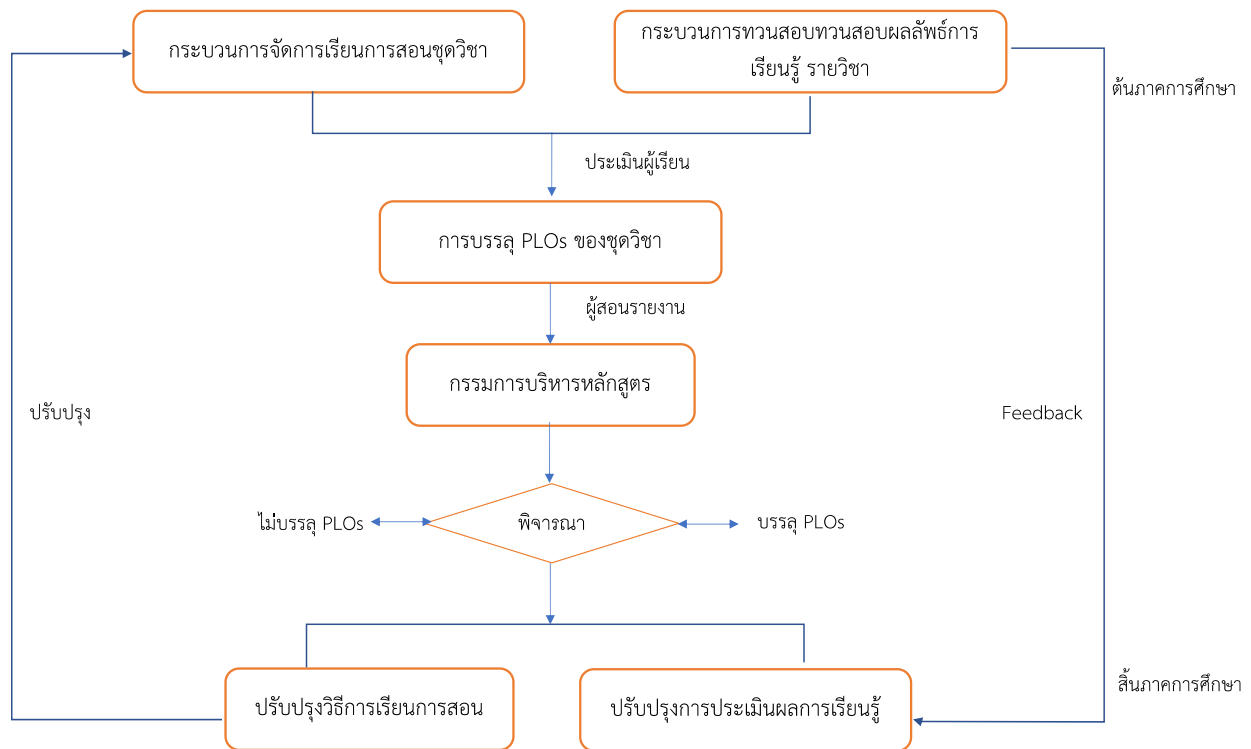 กระบวนการจัดการเรียนการสอนชุดวิชา
กระบวนการทวนสอบทวนสอบผลลัพธ์การ
เรียนรู้ รายวิชา
ต้นภาคการศึกษา
ประเมินผู้เรียน
การบรรลุ PLOs ของชุดวิชา
ผู้สอนรายงาน
กรรมการบริหารหลักสูตร
ปรับปรุง
Feedback
ไม่บรรลุ PLOs
พิจารณา
บรรลุ PLOs
สิ้นภาคการศึกษา
ปรับปรุงวิธีการเรียนการสอน
ปรับปรุงการประเมินผลการเรียนรู้